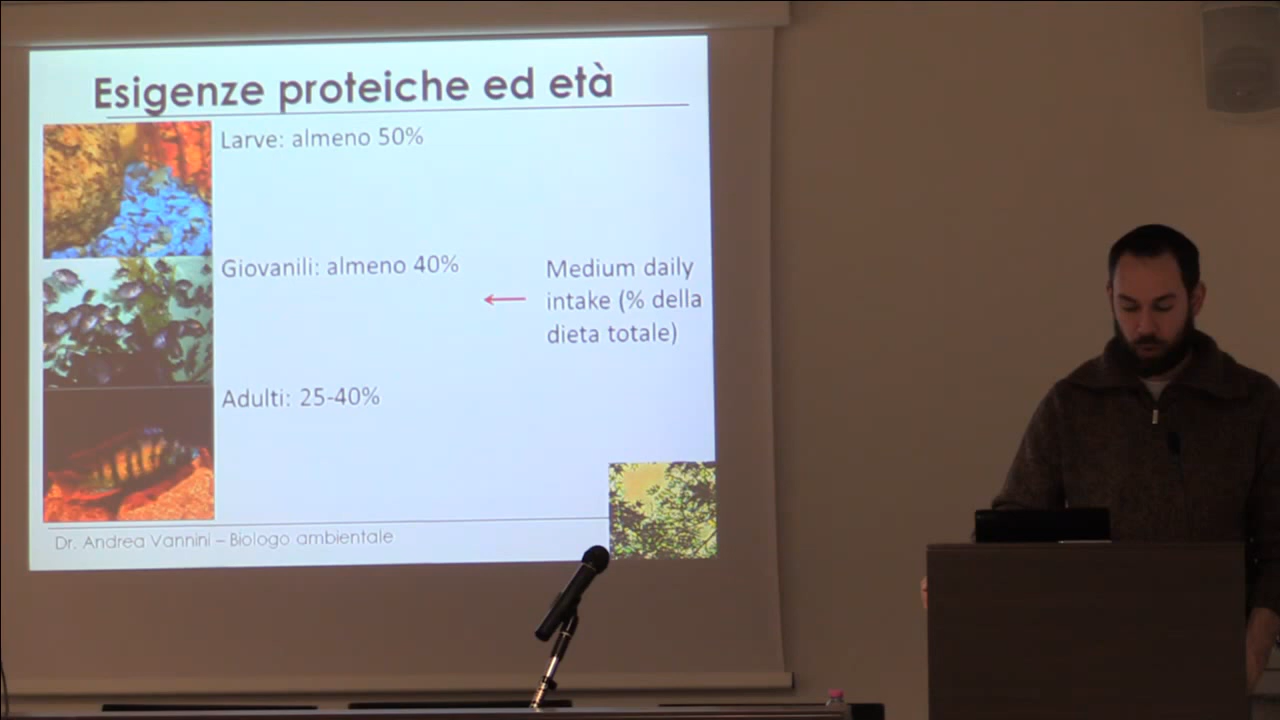 Esigenze proteiche ed età
Larve: almeno 50%
Giovanili: almeno 40%
Medium daily
intake (% della
dieta totale)
Adulti: 25-40%
Dr. Andrea Vannini – Biologo ambientale